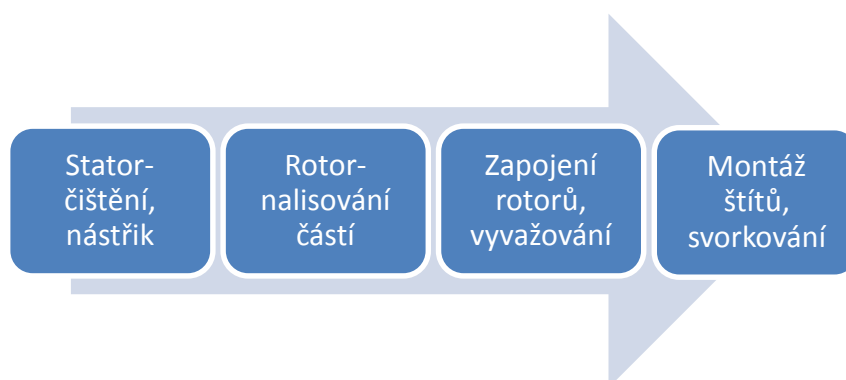 Stator-
čištění,
nástřik
Rotor-
nalisování
částí
Zapojení
rotorů,
vyvažování
Montáž
štítů,
svorkování